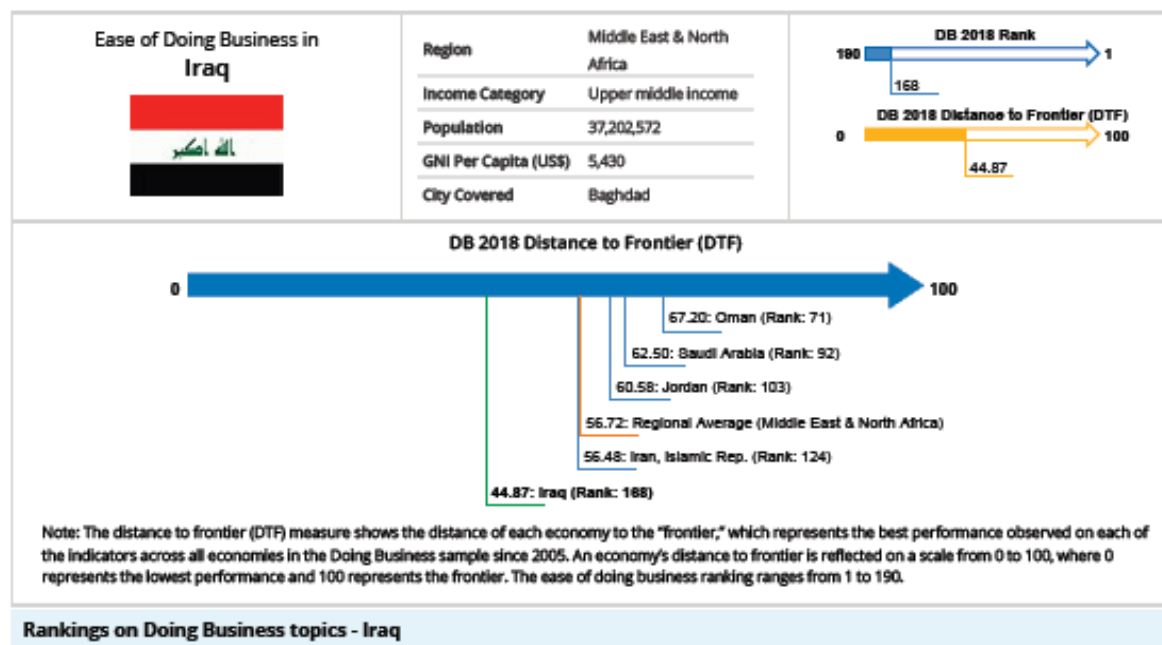 Ease of Doing Business in
Iraq
الله اكبر
Region Middle East & North
Africa
Income Category Upper middle income
Population 37,202,572
GNI Per Capita (US$) 5,430
City Covered Baghdad
DB 2018 Rank
190 1
168
DB 2018 Distance to Frontier (DTF)
0 100
44.87
DB 2018 Distance to Frontier (DTF)
0 100
67.20: Oman (Rank: 71)
62.50: Saudi Arabia (Rank: 92)
60.58: Jordan (Rank: 103)
56.72: Regional Average (Middle East & North Africa)
56.48: Iran, Islamic Rep. (Rank: 124)
44.87: Iraq (Rank: 168)
Note: The distance to frontier (DTF) measure shows the distance of each economy to the “frontier,” which represents the best performance observed on each of
the indicators across all economies in the Doing Business sample since 2005. An economy’s distance to frontier is reflected on a scale from 0 to 100, where 0
represents the lowest performance and 100 represents the frontier. The ease of doing business ranking ranges from 1 to 190.
Rankings on Doing Business topics - Iraq